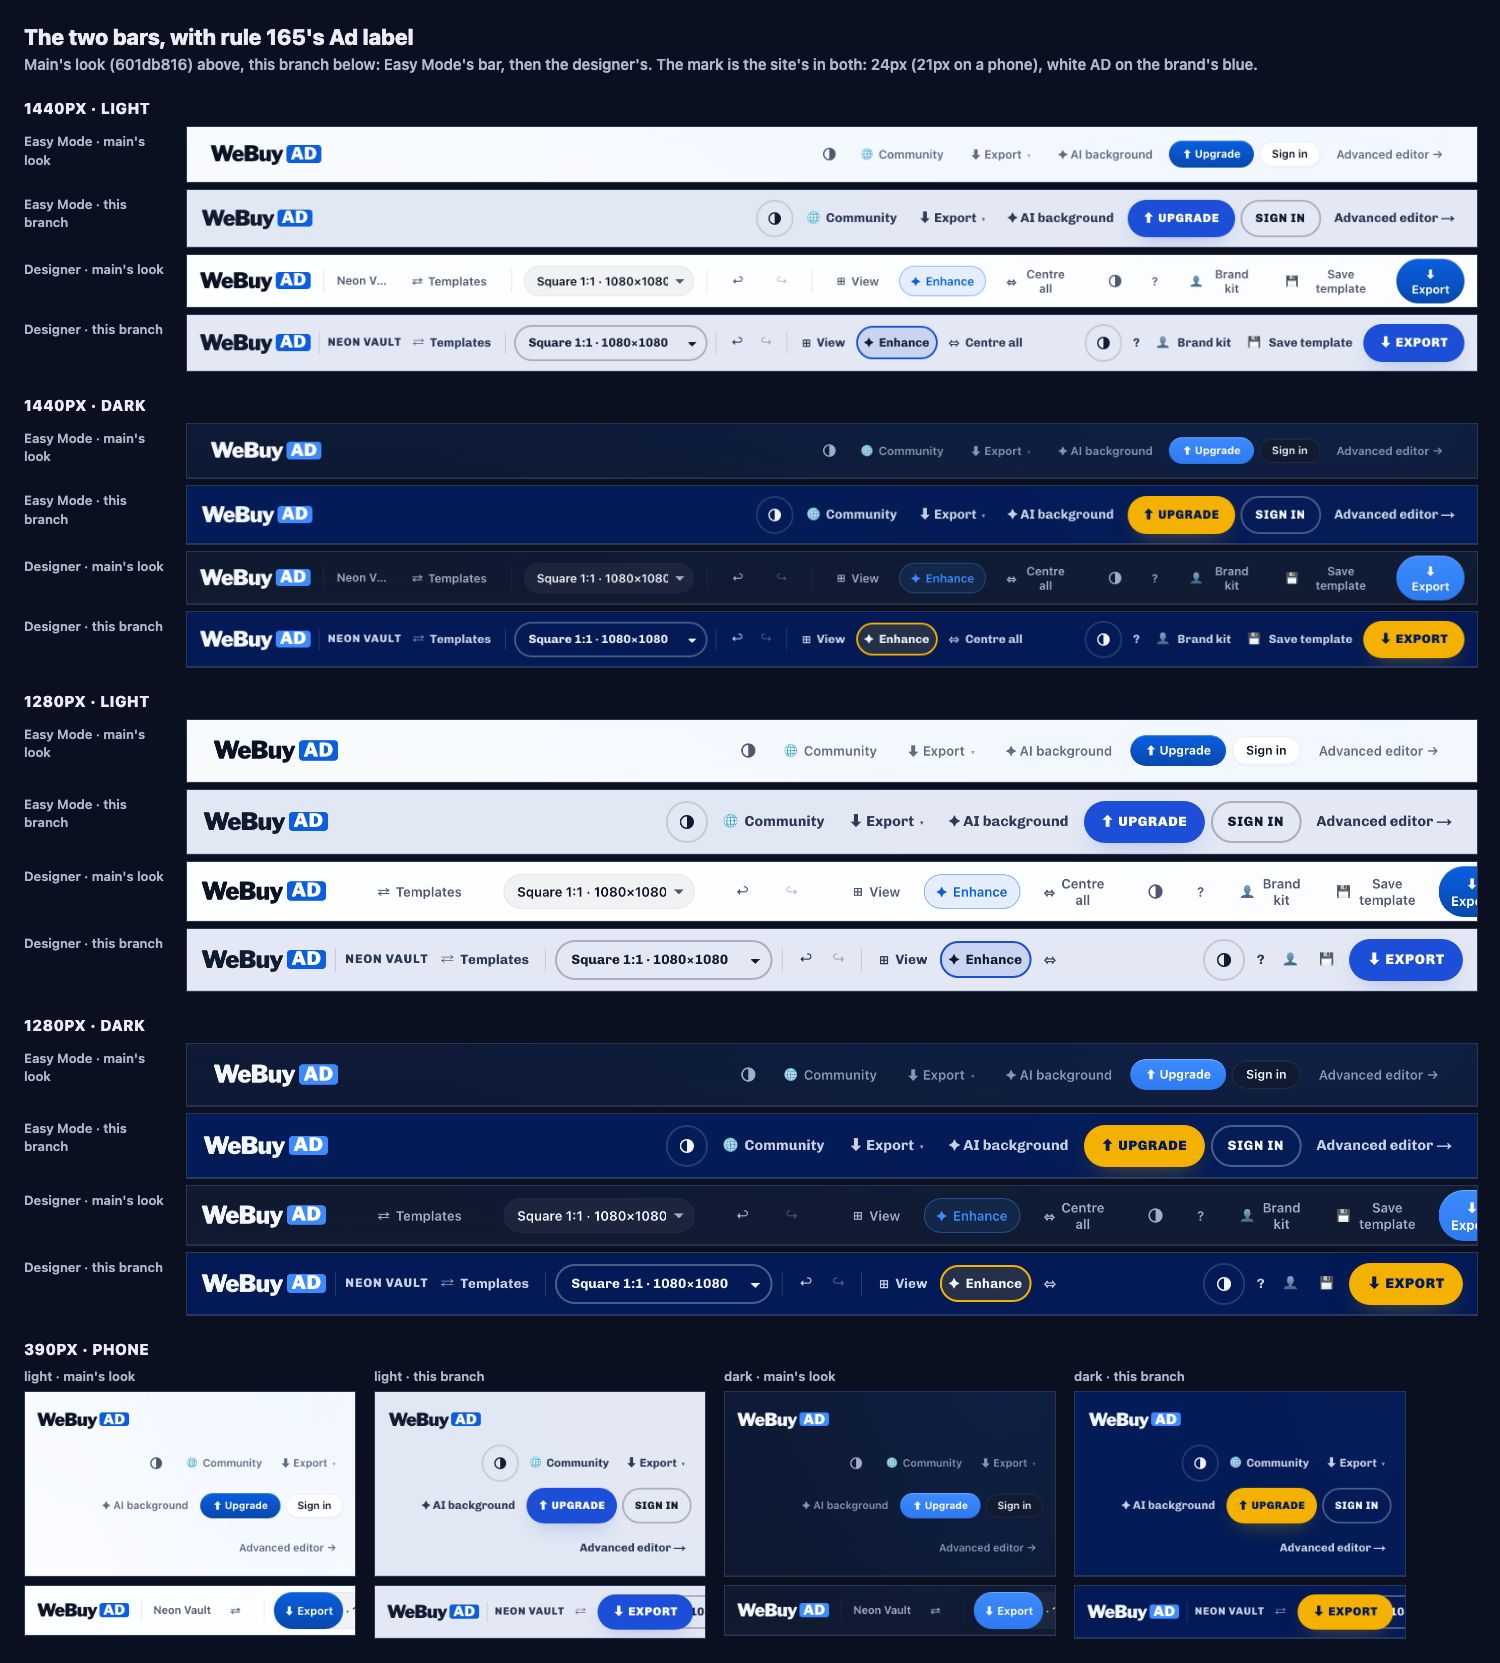 The two bars, with rule 165's Ad label
Main's look (601db816) above, this branch below: Easy Mode's bar, then the designer's. The mark is the site's in both: 24px (21px on a phone), white AD on the brand's blue.
1440PX · LIGHT
Easy Mode · main's look
WeBuy AD Community Export AI background Upgrade Sign in Advanced editor →
Easy Mode · this branch
WeBuy AD Community Export AI background UPGRADE SIGN IN Advanced editor →
Designer · main's look
WeBuy AD Neon V... Templates Square 1:1 · 1080×1080 View Enhance Centre all ? Brand kit Save template Export
Designer · this branch
WeBuy AD NEON VAULT Templates Square 1:1 · 1080×1080 View Enhance Centre all ? Brand kit Save template EXPORT
1440PX · DARK
Easy Mode · main's look
WeBuy AD Community Export AI background Upgrade Sign in Advanced editor →
Easy Mode · this branch
WeBuy AD Community Export AI background UPGRADE SIGN IN Advanced editor →
Designer · main's look
WeBuy AD Neon V... Templates Square 1:1 · 1080×1080 View Enhance Centre all ? Brand kit Save template Export
Designer · this branch
WeBuy AD NEON VAULT Templates Square 1:1 · 1080×1080 View Enhance Centre all ? Brand kit Save template EXPORT
1280PX · LIGHT
Easy Mode · main's look
WeBuy AD Community Export AI background Upgrade Sign in Advanced editor →
Easy Mode · this branch
WeBuy AD Community Export AI background UPGRADE SIGN IN Advanced editor →
Designer · main's look
WeBuy AD Templates Square 1:1 · 1080×1080 View Enhance Centre all ? Brand kit Save template Expo
Designer · this branch
WeBuy AD NEON VAULT Templates Square 1:1 · 1080×1080 View Enhance ? EXPORT
1280PX · DARK
Easy Mode · main's look
WeBuy AD Community Export AI background Upgrade Sign in Advanced editor →
Easy Mode · this branch
WeBuy AD Community Export AI background UPGRADE SIGN IN Advanced editor →
Designer · main's look
WeBuy AD Templates Square 1:1 · 1080×1080 View Enhance Centre all ? Brand kit Save template Expo
Designer · this branch
WeBuy AD NEON VAULT Templates Square 1:1 · 1080×1080 View Enhance ? EXPORT
390PX · PHONE
light · main's look
WeBuy AD
Community Export
AI background Upgrade Sign in
Advanced editor →
WeBuy AD Neon Vault Export
light · this branch
WeBuy AD
Community Export
AI background UPGRADE SIGN IN
Advanced editor →
WeBuy AD NEON VAULT EXPORT 10
dark · main's look
WeBuy AD
Community Export
AI background Upgrade Sign in
Advanced editor →
WeBuy AD Neon Vault Export
dark · this branch
WeBuy AD
Community Export
AI background UPGRADE SIGN IN
Advanced editor →
WeBuy AD NEON VAULT EXPORT 10